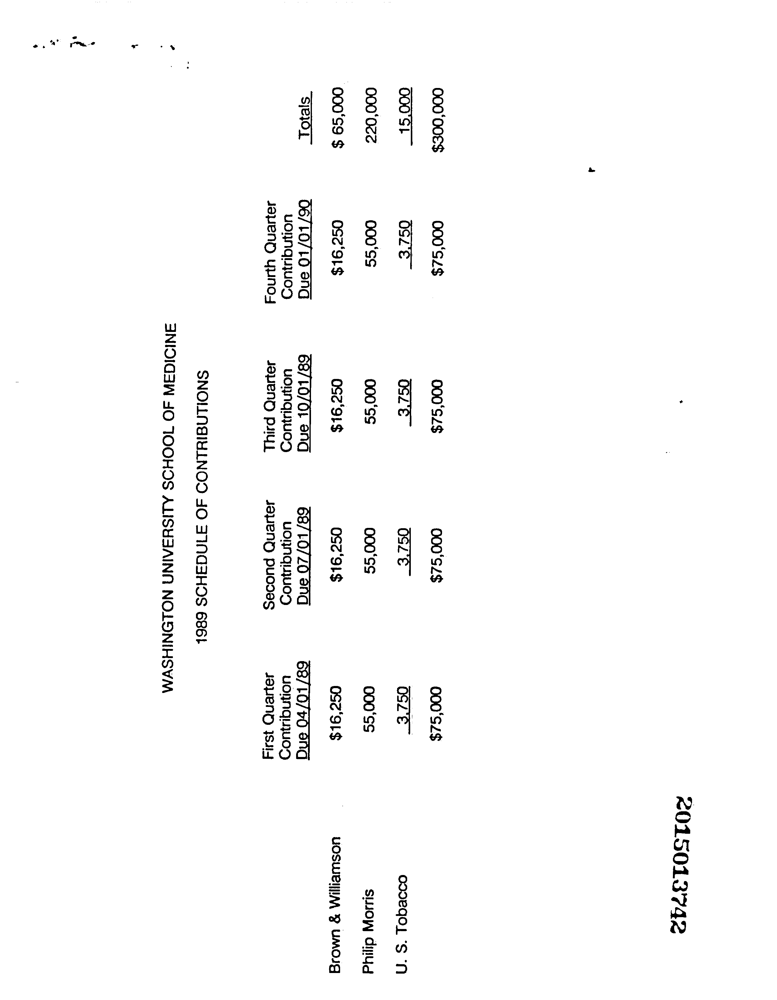 WASHINGTON UNIVERSITY SCHOOL OF MEDICINE
1989 SCHEDULE OF CONTRIBUTIONS
First Quarter Second Quarter Third Quarter Fourth Quarter
Contribution Contribution Contribution Contribution
Due 04/01/89 Due 07/01/89 Due 10/01/89 Due 01/01/90 Totals
Brown & Williamson $16,250 $16,250 $16,250 $16,250 $ 65,000
Philip Morris 55,000 55,000 55,000 55,000 220,000
U. S. Tobacco 3,750 3,750 3,750 3,750 15,000
$75,000 $75,000 $75,000 $75,000 $300,000
2015013742